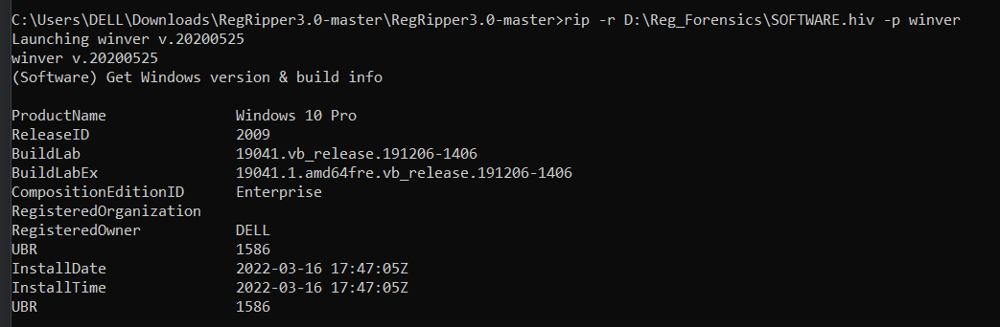 C:\Users\DELL\Downloads\RegRipper3.0-master\RegRipper3.0-master>rip -r D:\Reg_Forensics\SOFTWARE.hiv -p winver
Launching winver v.20200525
winver v.20200525
(Software) Get Windows version & build info
ProductName Windows 10 Pro
ReleaseID 2009
BuildLab 19041.vb_release.191206-1406
BuildLabEx 19041.1.amd64fre.vb_release.191206-1406
CompositionEditionID Enterprise
RegisteredOrganization
RegisteredOwner DELL
UBR 1586
InstallDate 2022-03-16 17:47:05Z
InstallTime 2022-03-16 17:47:05Z
UBR 1586